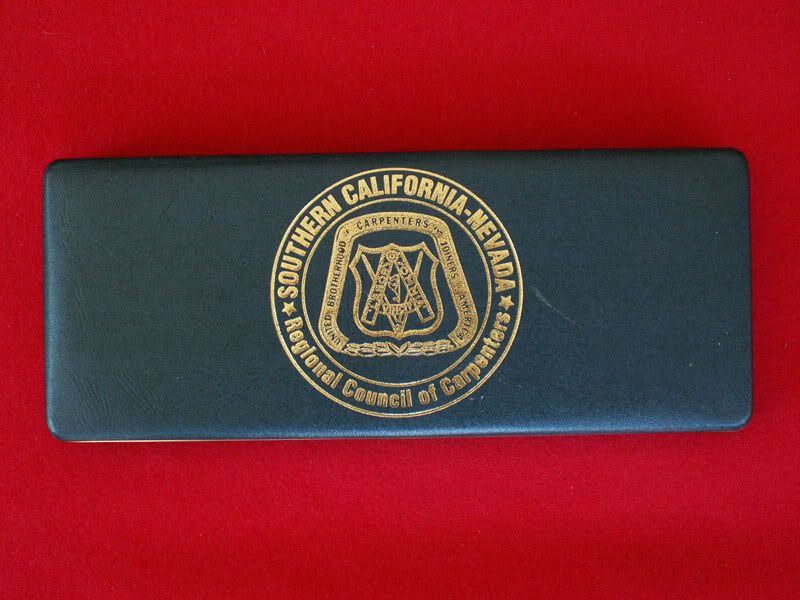 SOUTHERN CALIFORNIA-NEVADA
UNITED BROTHERHOOD OF CARPENTERS AND JOINERS OF AMERICA
Regional Council of Carpenters